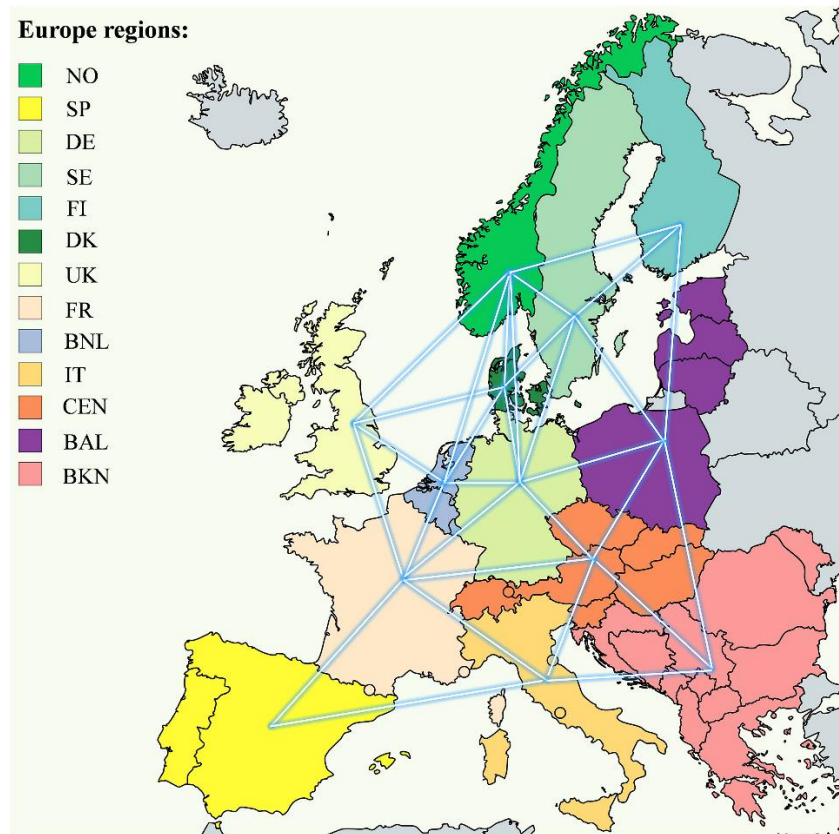 Europe regions:
NO
SP
DE
SE
FI
DK
UK
FR
BNL
IT
CEN
BAL
BKN